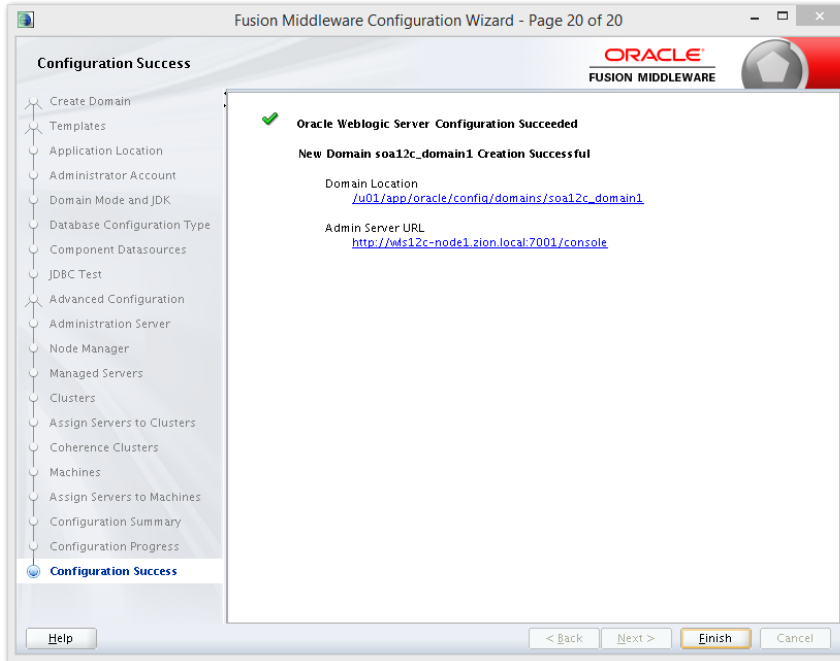 Fusion Middleware Configuration Wizard - Page 20 of 20
Configuration Success
ORACLE
FUSION MIDDLEWARE
Create Domain
Templates
Application Location
Administrator Account
Domain Mode and JDK
Database Configuration Type
Component Datasources
JDBC Test
Advanced Configuration
Administration Server
Node Manager
Managed Servers
Clusters
Assign Servers to Clusters
Coherence Clusters
Machines
Assign Servers to Machines
Configuration Summary
Configuration Progress
Configuration Success
Oracle Weblogic Server Configuration Succeeded
New Domain soa12c_domain1 Creation Successful
Domain Location
/u01/app/oracle/config/domains/soa12c_domain1
Admin Server URL
http://wls12c-node1.zion.local:7001/console
Help
< Back
Next >
Finish
Cancel